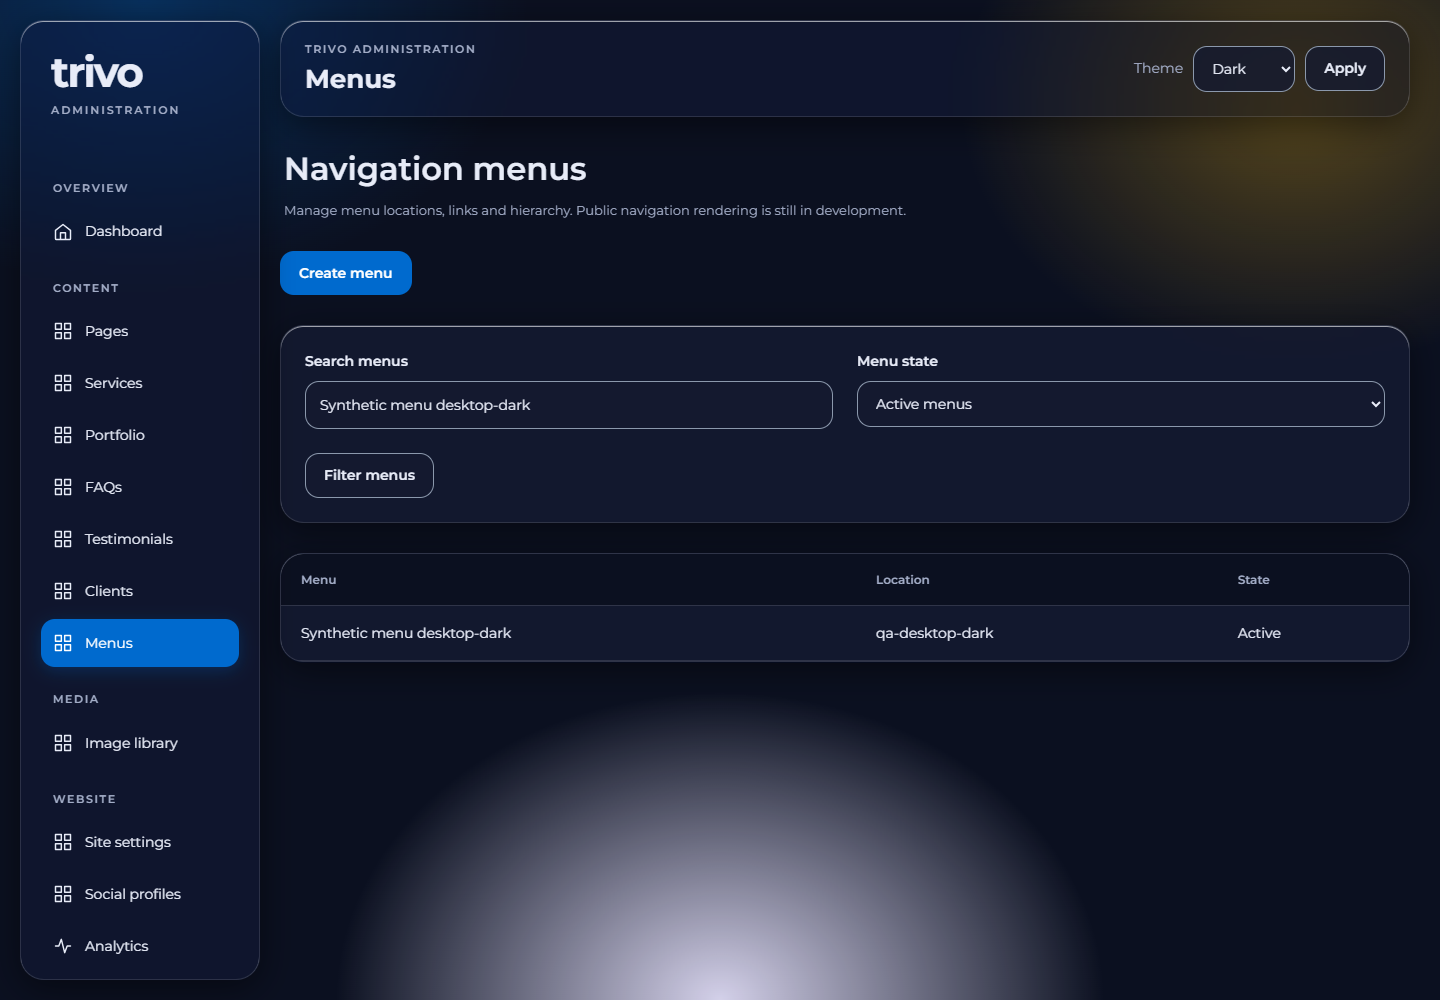 trivo
ADMINISTRATION
OVERVIEW
Dashboard
CONTENT
Pages
Services
Portfolio
FAQs
Testimonials
Clients
Menus
MEDIA
Image library
WEBSITE
Site settings
Social profiles
Analytics
TRIVO ADMINISTRATION
Menus
Theme
Dark
Apply
Navigation menus
Manage menu locations, links and hierarchy. Public navigation rendering is still in development.
Create menu
Search menus
Synthetic menu desktop-dark
Menu state
Active menus
Filter menus
Menu Location State
Synthetic menu desktop-dark qa-desktop-dark Active